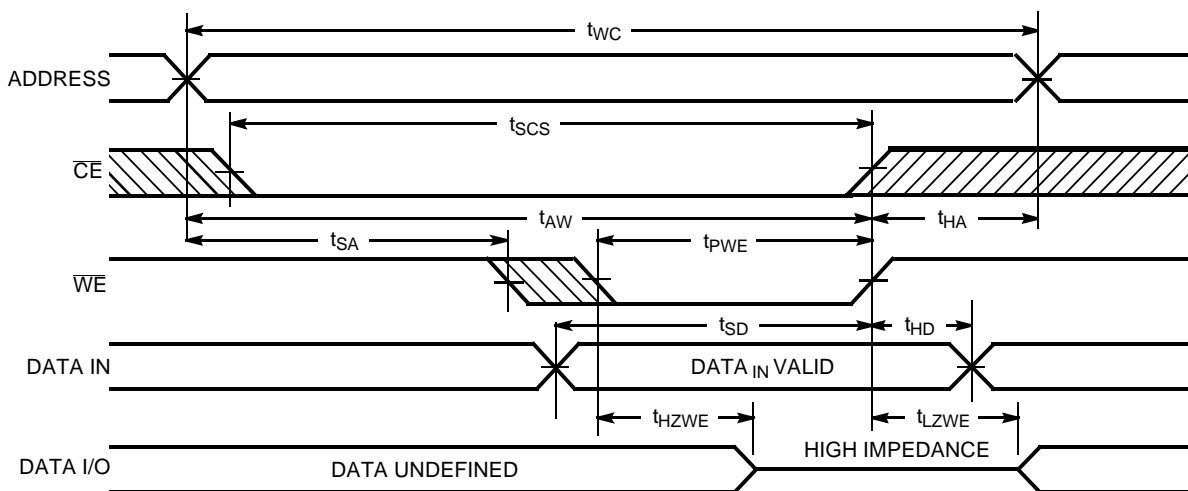 tWC
ADDRESS
tSCS
CE
tAW
tHA
tSA
tPWE
WE
tSD
tHD
DATA IN
DATA IN VALID
tHZWE
tLZWE
HIGH IMPEDANCE
DATA I/O
DATA UNDEFINED